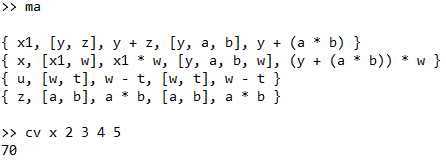 >> ma
{ x1, [y, z], y + z, [y, a, b], y + (a * b) }
{ x, [x1, w], x1 * w, [y, a, b, w], (y + (a * b)) * w }
{ u, [w, t], w - t, [w, t], w - t }
{ z, [a, b], a * b, [a, b], a * b }
>> cv x 2 3 4 5
70